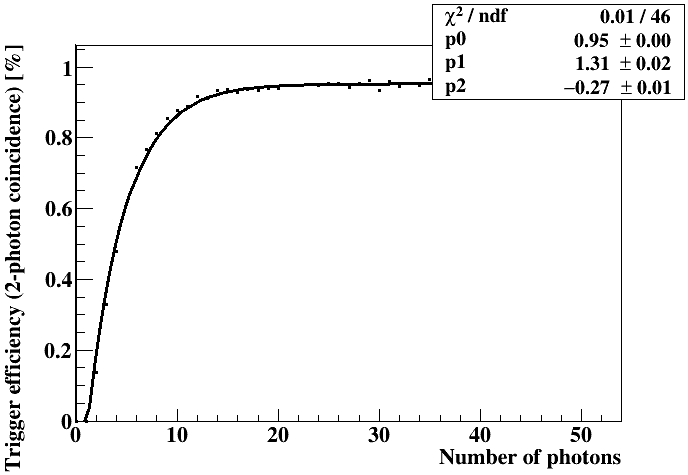 χ² / ndf 0.01 / 46
p0 0.95 ± 0.00
p1 1.31 ± 0.02
p2 −0.27 ± 0.01
Trigger efficiency (2-photon coincidence) [%]
1
0.8
0.6
0.4
0.2
0
0 10 20 30 40 50
Number of photons